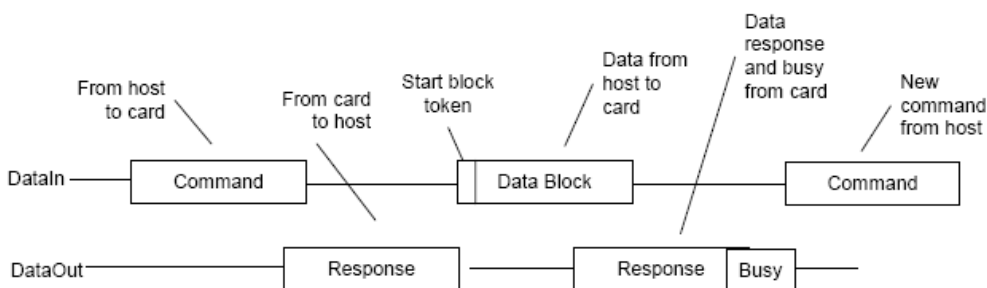 From host
to card
From card
to host
Start block
token
Data from
host to
card
Data
response
and busy
from card
New
command
from host
DataIn
Command
Data Block
Command
DataOut
Response
Response
Busy